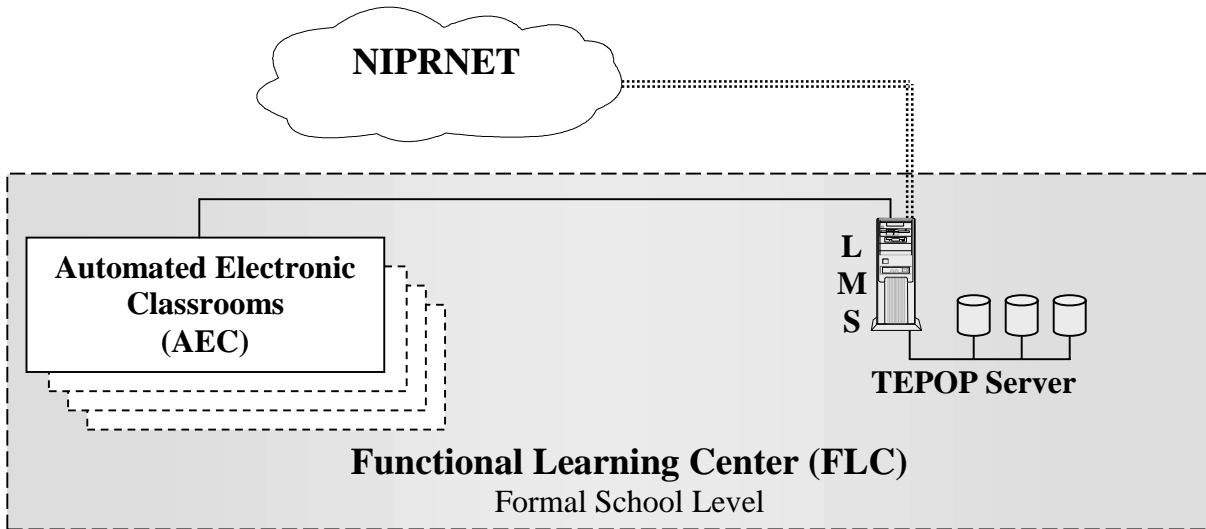 NIPRNET
Automated Electronic
Classrooms
(AEC)
L
M
S
TEPOP Server
Functional Learning Center (FLC)
Formal School Level